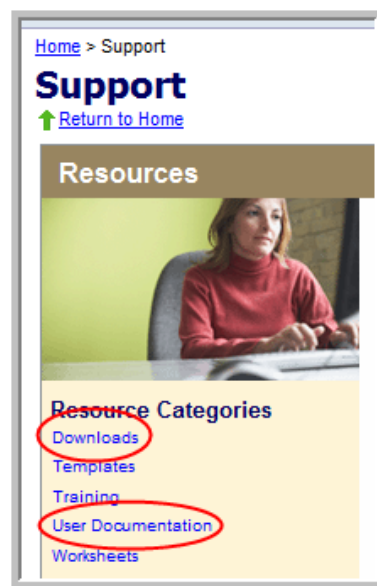 Home > Support
Support
Return to Home
Resources
Resource Categories
Downloads
Templates
Training
User Documentation
Worksheets